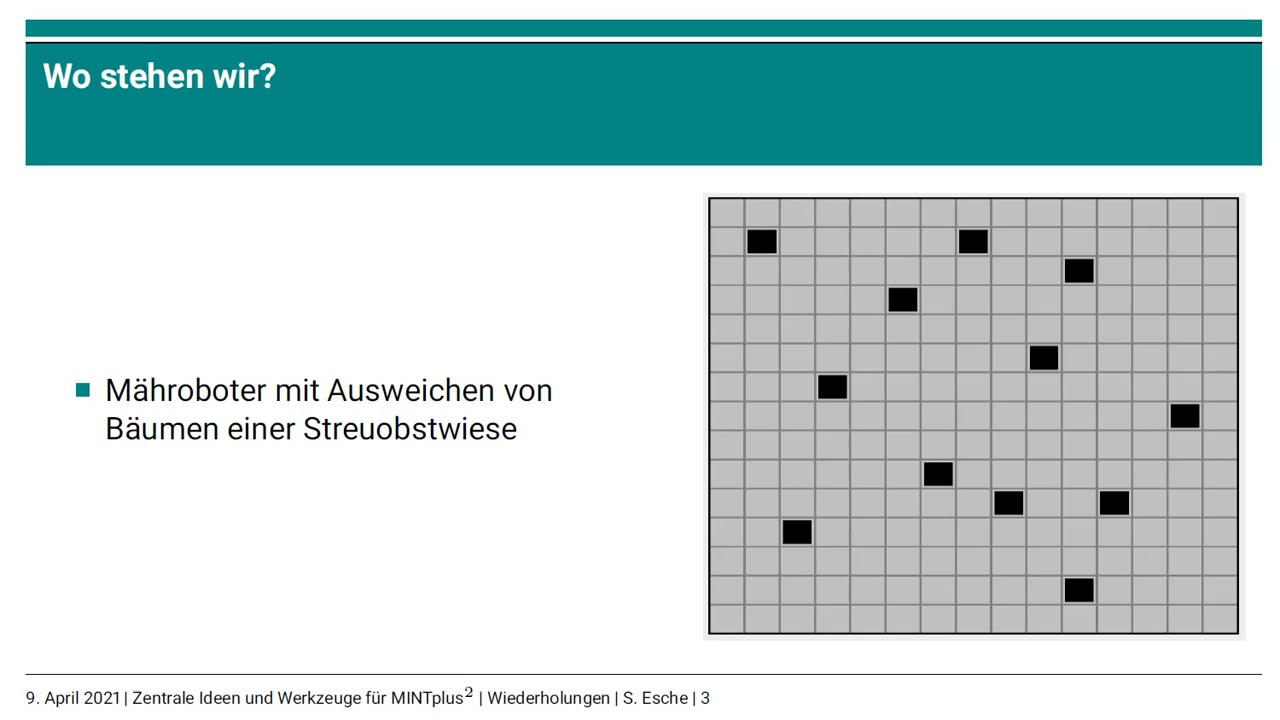 Wo stehen wir?
Mähroboter mit Ausweichen von
Bäumen einer Streuobstwiese
9. April 2021 | Zentrale Ideen und Werkzeuge für MINTplus² | Wiederholungen | S. Esche | 3